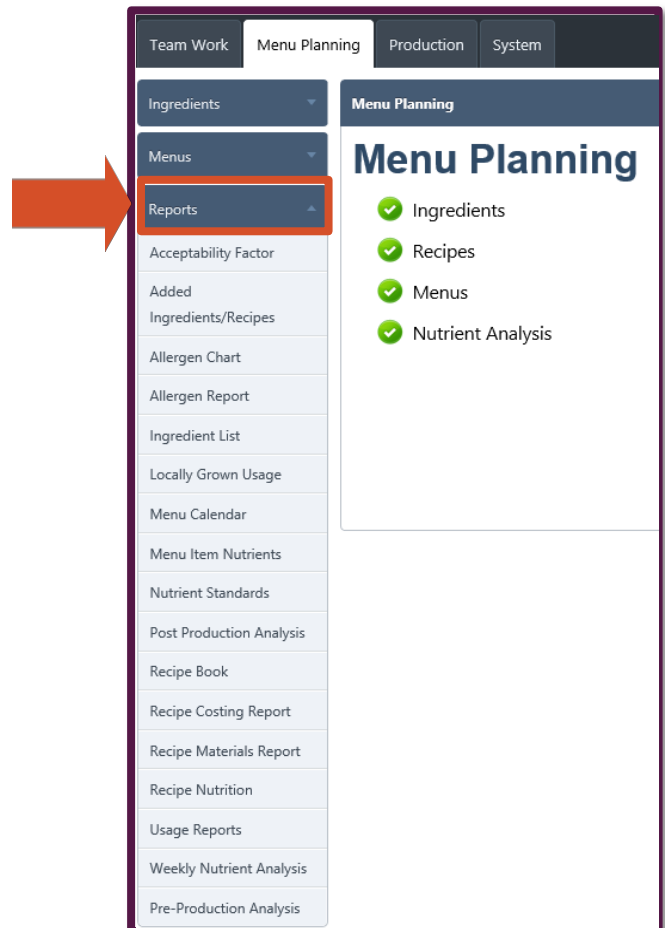 Team Work
Menu Planning
Production
System
Ingredients
Menus
Reports
Acceptability Factor
Added
Ingredients/Recipes
Allergen Chart
Allergen Report
Ingredient List
Locally Grown Usage
Menu Calendar
Menu Item Nutrients
Nutrient Standards
Post Production Analysis
Recipe Book
Recipe Costing Report
Recipe Materials Report
Recipe Nutrition
Usage Reports
Weekly Nutrient Analysis
Pre-Production Analysis
Menu Planning
Menu Planning
Ingredients
Recipes
Menus
Nutrient Analysis